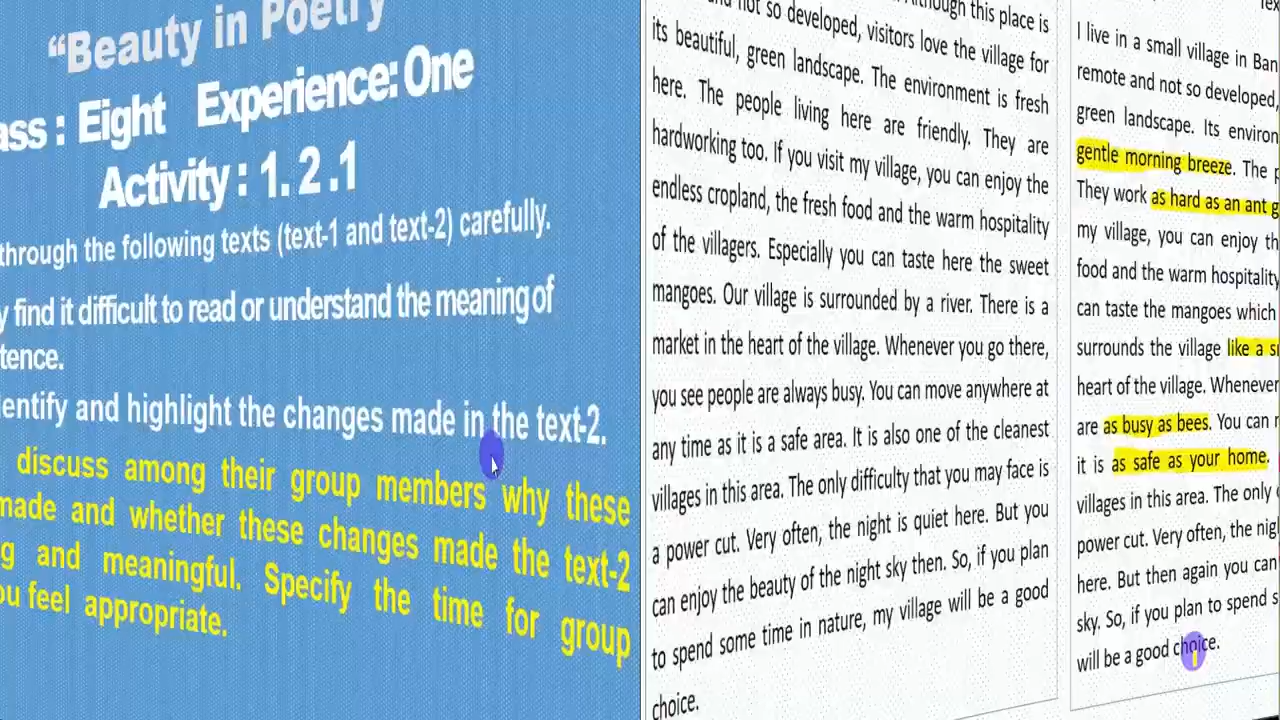 “Beauty in Poetry
ass : Eight Experience: One
Activity : 1. 2 .1
through the following texts (text-1 and text-2) carefully.
y find it difficult to read or understand the meaning of
tence.
entify and highlight the changes made in the text-2.
discuss among their group members why these
made and whether these changes made the text-2
g and meaningful. Specify the time for group
ou feel appropriate.
not so developed, visitors love the village for
its beautiful, green landscape. The environment is fresh
here. The people living here are friendly. They are
hardworking too. If you visit my village, you can enjoy the
endless cropland, the fresh food and the warm hospitality
of the villagers. Especially you can taste here the sweet
mangoes. Our village is surrounded by a river. There is a
market in the heart of the village. Whenever you go there,
you see people are always busy. You can move anywhere at
any time as it is a safe area. It is also one of the cleanest
villages in this area. The only difficulty that you may face is
a power cut. Very often, the night is quiet here. But you
can enjoy the beauty of the night sky then. So, if you plan
to spend some time in nature, my village will be a good
choice.
I live in a small village in Ban
remote and not so developed,
green landscape. Its environ
gentle morning breeze. The p
They work as hard as an ant g
my village, you can enjoy th
food and the warm hospitality
can taste the mangoes which
surrounds the village like a s
heart of the village. Whenever
are as busy as bees. You can
it is as safe as your home.
villages in this area. The only
power cut. Very often, the nig
here. But then again you can
sky. So, if you plan to spend s
will be a good choice.